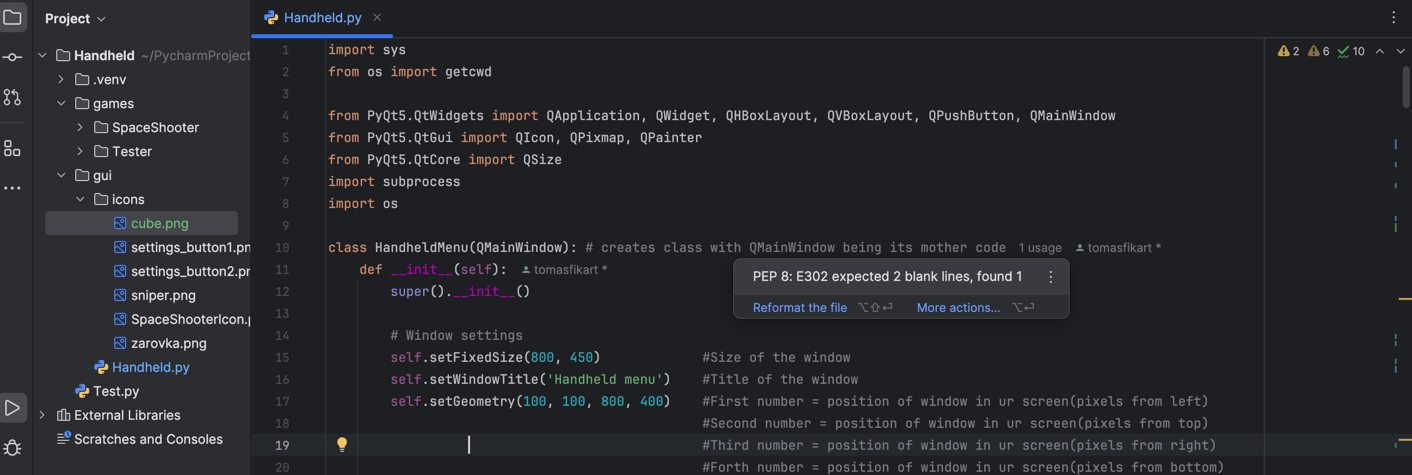 Project
Handheld.py
Handheld ~/PycharmProject
.venv
games
SpaceShooter
Tester
gui
icons
cube.png
settings_button1.pn
settings_button2.pn
sniper.png
SpaceShooterIcon.p
zarovka.png
Handheld.py
Test.py
External Libraries
Scratches and Consoles
2 6 10
1 import sys
2 from os import getcwd
3
4 from PyQt5.QtWidgets import QApplication, QWidget, QHBoxLayout, QVBoxLayout, QPushButton, QMainWindow
5 from PyQt5.QtGui import QIcon, QPixmap, QPainter
6 from PyQt5.QtCore import QSize
7 import subprocess
8 import os
9
10 class HandheldMenu(QMainWindow): # creates class with QMainWindow being its mother code 1 usage tomasfikart *
11 def __init__(self): tomasfikart *
12 super().__init__()
13
14 # Window settings
15 self.setFixedSize(800, 450) #Size of the window
16 self.setWindowTitle('Handheld menu') #Title of the window
17 self.setGeometry(100, 100, 800, 400) #First number = position of window in ur screen(pixels from left)
18 #Second number = position of window in ur screen(pixels from top)
19 #Third number = position of window in ur screen(pixels from right)
20 #Forth number = position of window in ur screen(pixels from bottom)
PEP 8: E302 expected 2 blank lines, found 1
Reformat the file ⌥⇧⏎ More actions... ⌥⏎